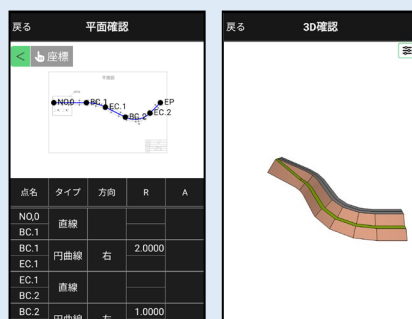 戻る
平面確認
< 座標
平面図
NO,0
BC.1
EC.1
BC.2
EC.2
EP
点名 タイプ 方向 R A
NO,0
BC.1
直線
BC.1
EC.1
円曲線 右 2.0000
EC.1
BC.2
直線
BC.2
円曲線 右 1.0000
戻る
3D確認